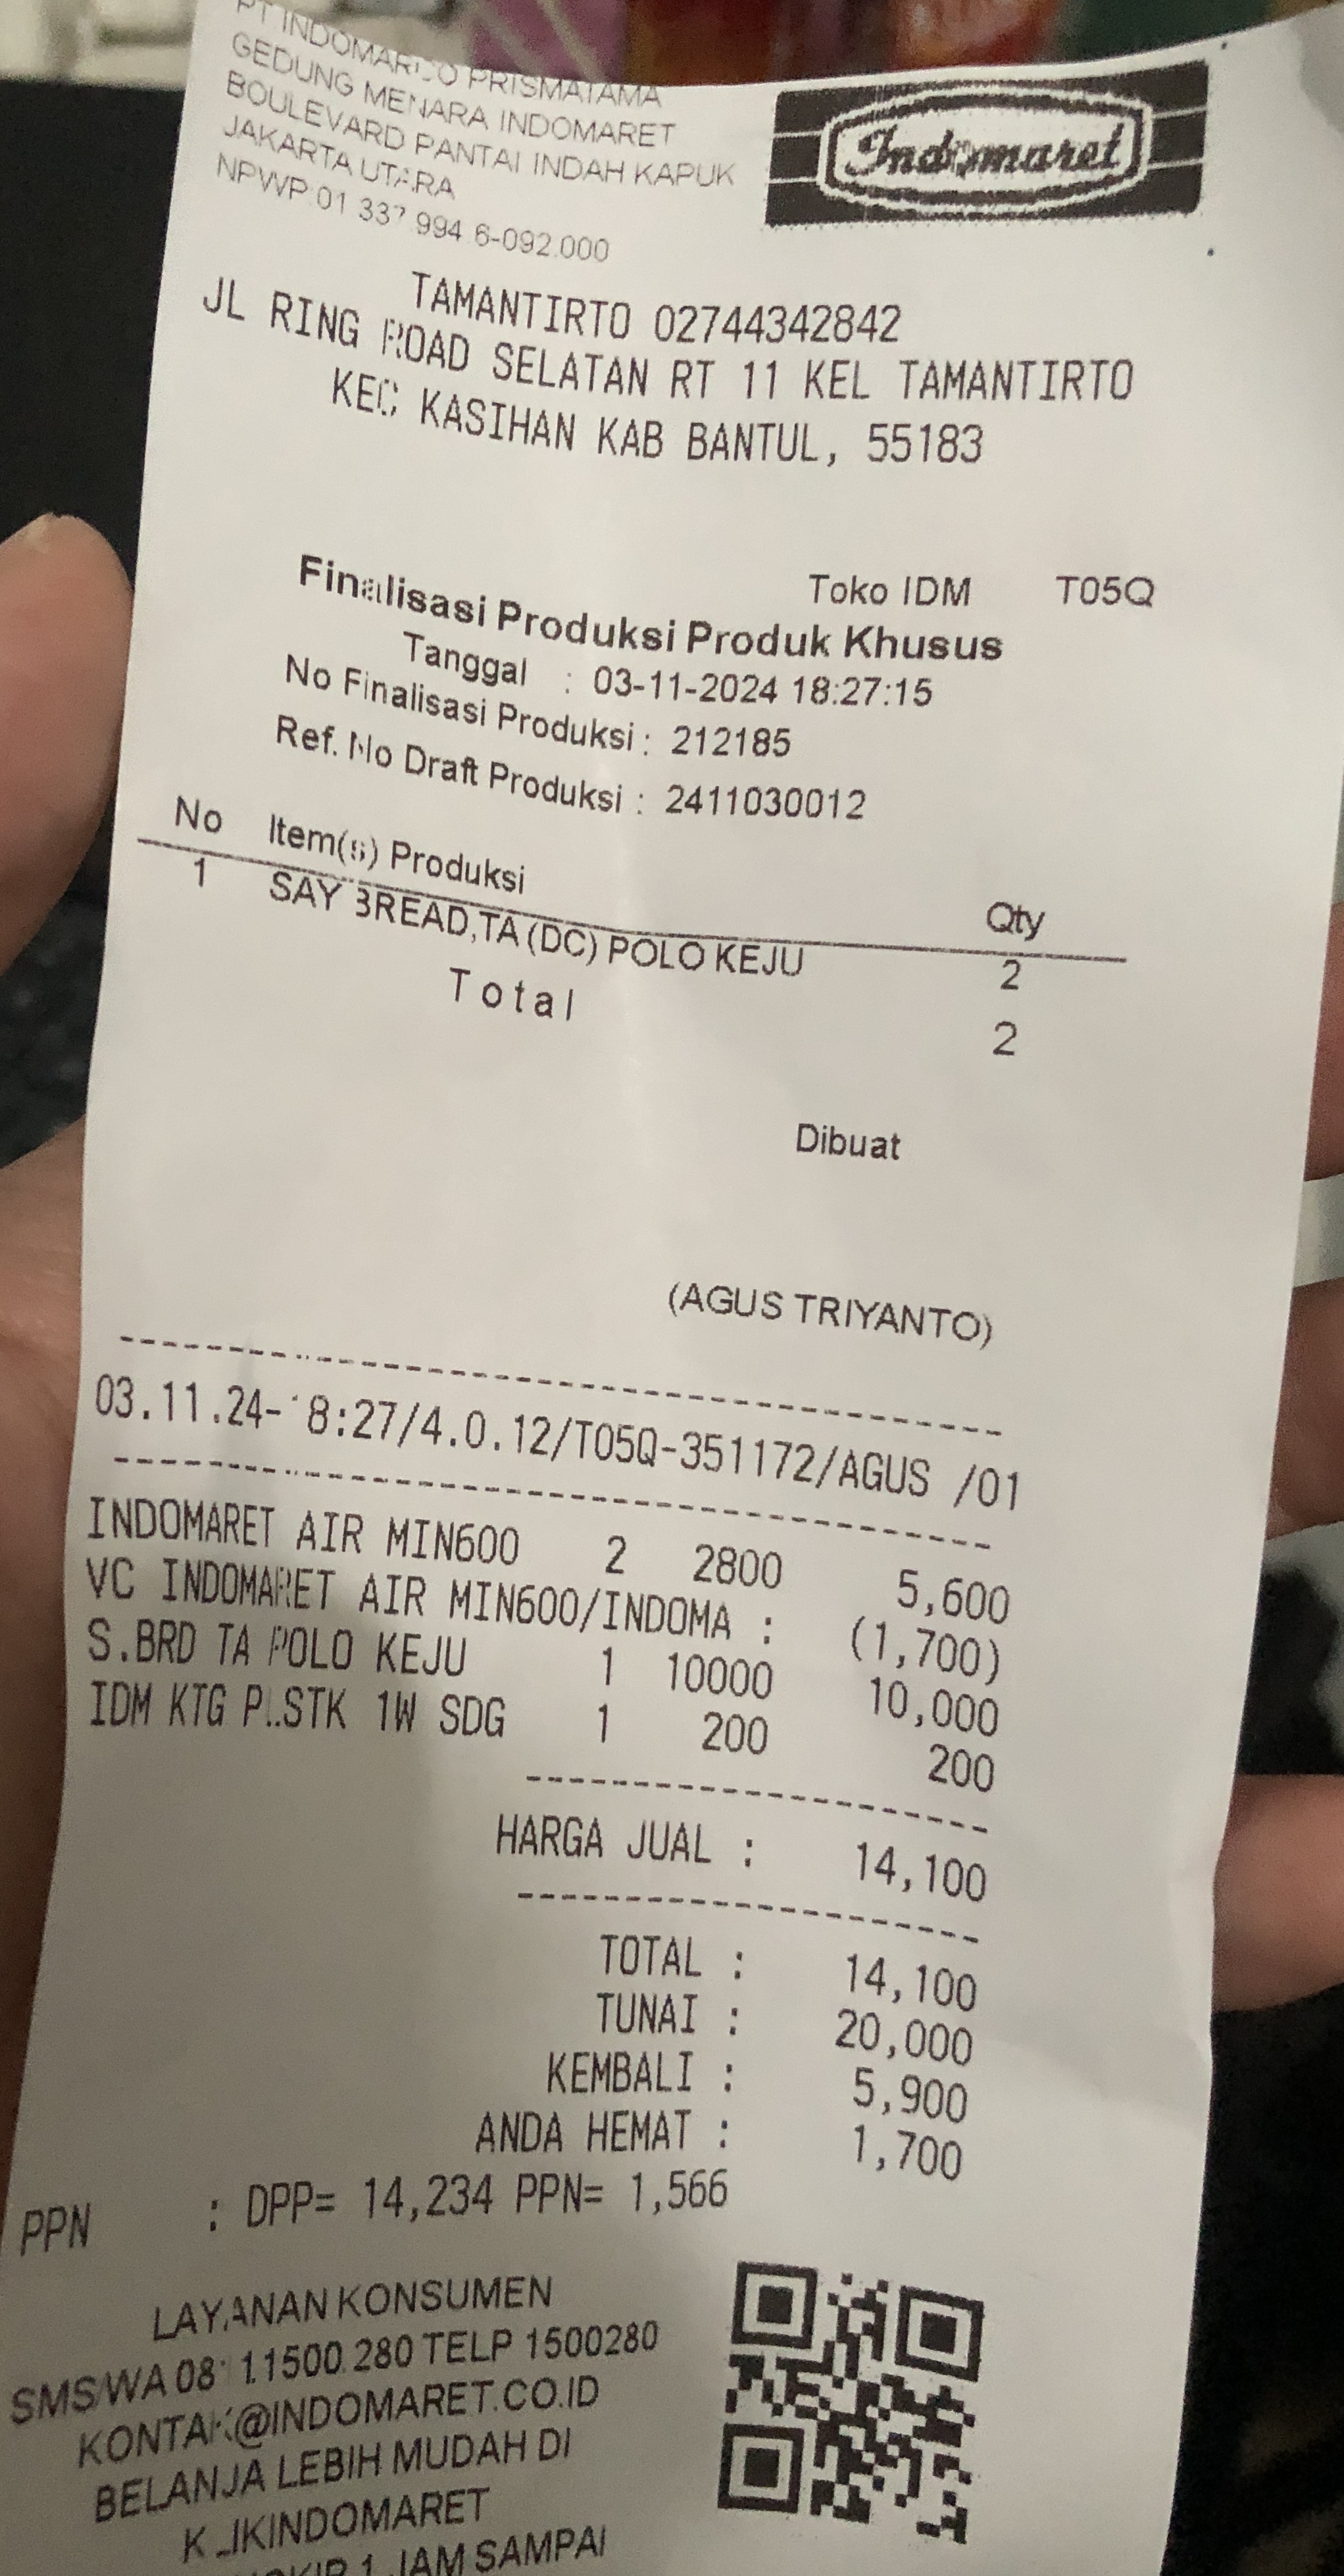 PT INDOMARCO PRISMATAMA
GEDUNG MENARA INDOMARET
BOULEVARD PANTAI INDAH KAPUK
JAKARTA UTARA
NPWP 01 337 994 6-092.000
Indomaret
TAMANTIRTO 02744342842
JL RING ROAD SELATAN RT 11 KEL TAMANTIRTO
KEC KASIHAN KAB BANTUL, 55183
Toko IDM T05Q
Finalisasi Produksi Produk Khusus
Tanggal : 03-11-2024 18:27:15
No Finalisasi Produksi : 212185
Ref. No Draft Produksi : 2411030012
No Item(s) Produksi Qty
1 SAY BREAD,TA (DC) POLO KEJU 2
Total 2
Dibuat
(AGUS TRIYANTO)
03.11.24-18:27/4.0.12/T05Q-351172/AGUS /01
INDOMARET AIR MIN600 2 2800 5,600
VC INDOMARET AIR MIN600/INDOMA : (1,700)
S.BRD TA POLO KEJU 1 10000 10,000
IDM KTG PLSTK 1W SDG 1 200 200
HARGA JUAL : 14,100
TOTAL : 14,100
TUNAI : 20,000
KEMBALI : 5,900
ANDA HEMAT : 1,700
PPN : DPP= 14,234 PPN= 1,566
LAYANAN KONSUMEN
SMS/WA 0811.1500.280 TELP 1500280
KONTAK@INDOMARET.CO.ID
BELANJA LEBIH MUDAH DI
KLIKINDOMARET
1 JAM SAMPAI